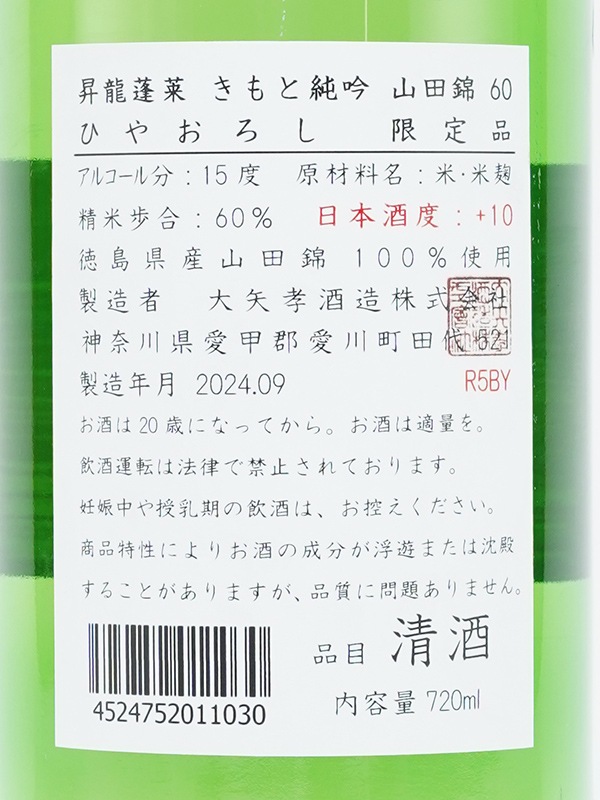 昇龍蓬莱 きもと純吟 山田錦 60
ひやおろし 限定品
アルコール分：15度 原材料名：米・米麹
精米歩合：60% 日本酒度：+10
徳島県産山田錦 100%使用
製造者 大矢孝酒造株式会社
神奈川県愛甲郡愛川町田代 521
製造年月 2024.09 R5BY
お酒は20歳になってから。お酒は適量を。
飲酒運転は法律で禁止されております。
妊娠中や授乳期の飲酒は、お控えください。
商品特性によりお酒の成分が浮遊または沈殿
することがありますが、品質に問題ありません。
4524752011030
品目 清酒
内容量 720ml